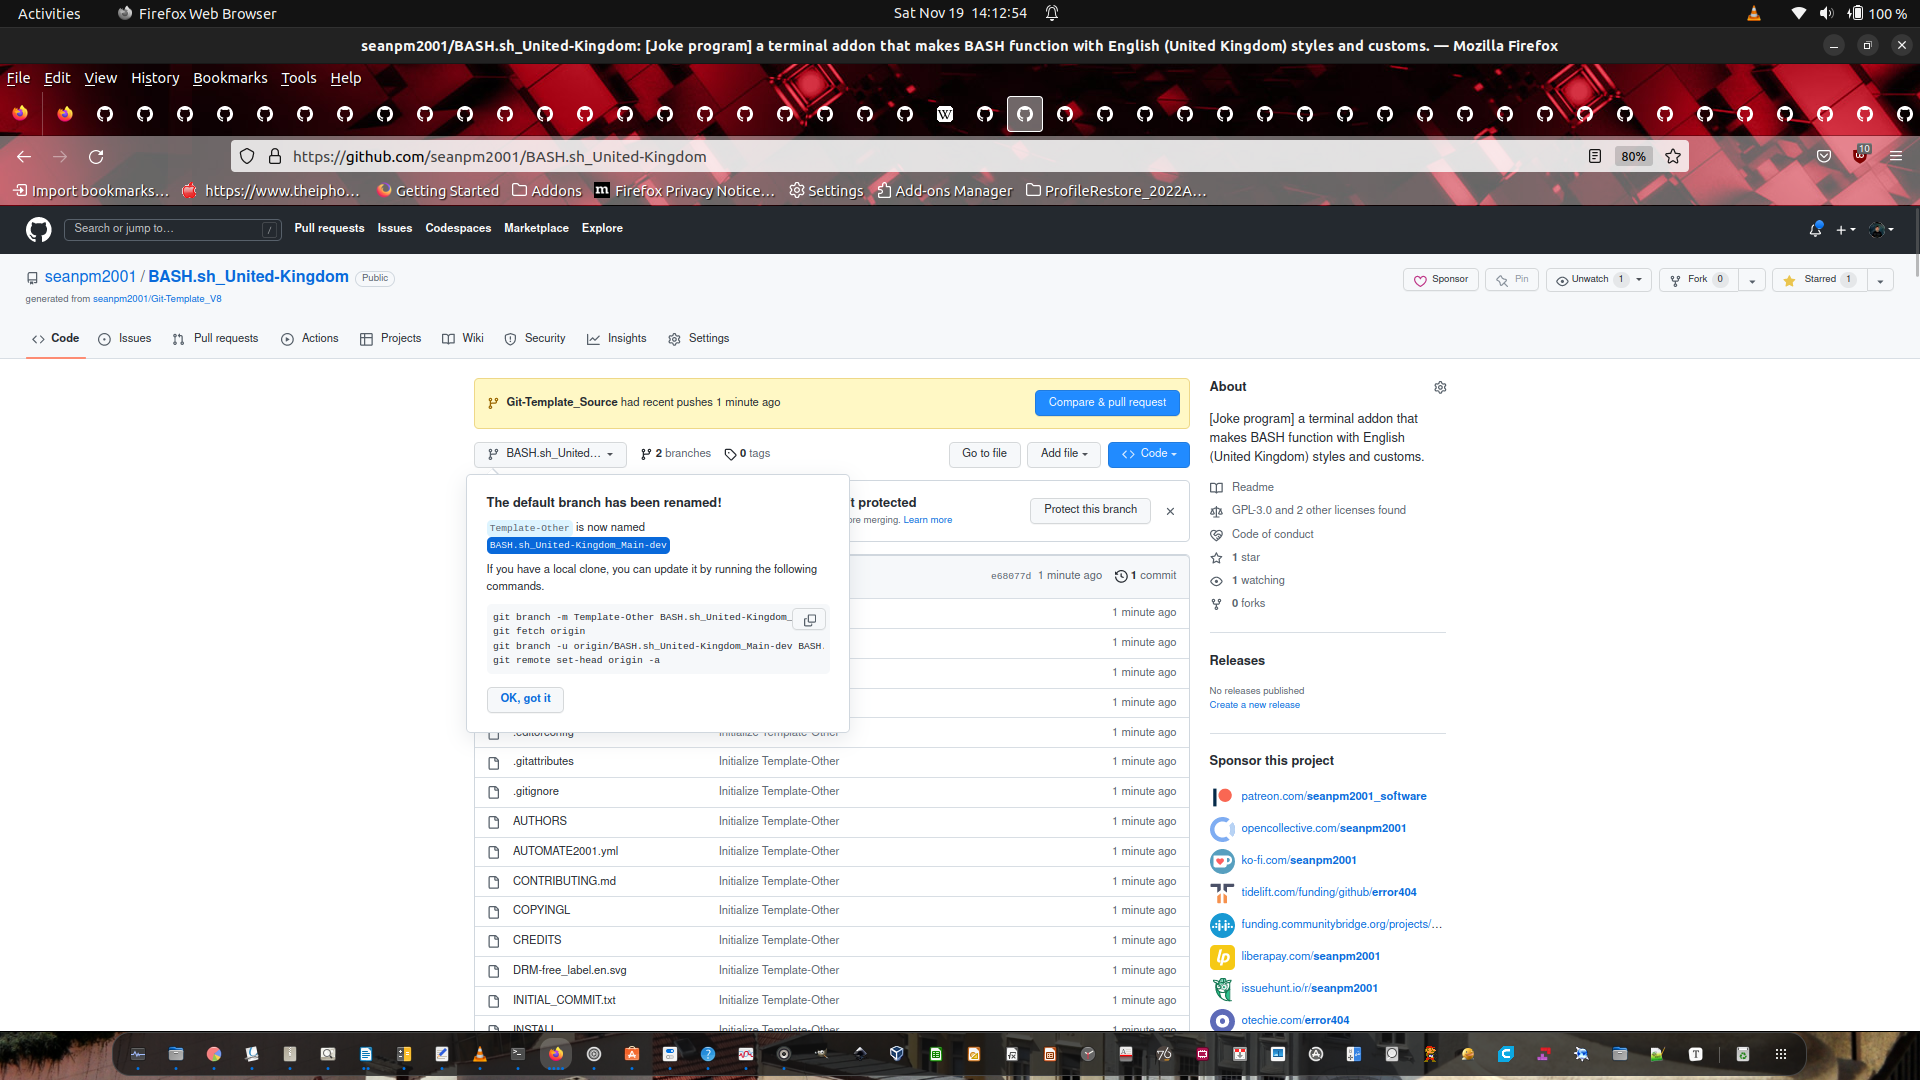 Activities
Firefox Web Browser
Sat Nov 19 14:12:54
100 %
seanpm2001/BASH.sh_United-Kingdom: [Joke program] a terminal addon that makes BASH function with English (United Kingdom) styles and customs. — Mozilla Firefox
File Edit View History Bookmarks Tools Help
https://github.com/seanpm2001/BASH.sh_United-Kingdom
80%
10
Import bookmarks… https://www.theipho… Getting Started Addons Firefox Privacy Notice… Settings Add-ons Manager ProfileRestore_2022A…
Search or jump to… /
Pull requests Issues Codespaces Marketplace Explore
seanpm2001 / BASH.sh_United-Kingdom Public
generated from seanpm2001/Git-Template_V8
Sponsor Pin Unwatch 1 Fork 0 Starred 1
Code Issues Pull requests Actions Projects Wiki Security Insights Settings
Git-Template_Source had recent pushes 1 minute ago
Compare & pull request
BASH.sh_United…
2 branches 0 tags
Go to file Add file Code
The default branch has been renamed!
Template-Other is now named
BASH.sh_United-Kingdom_Main-dev
If you have a local clone, you can update it by running the following
commands.
git branch -m Template-Other BASH.sh_United-Kingdom_
git fetch origin
git branch -u origin/BASH.sh_United-Kingdom_Main-dev BASH.
git remote set-head origin -a
OK, got it
t protected
ore merging. Learn more
Protect this branch
e68077d 1 minute ago 1 commit
1 minute ago
1 minute ago
1 minute ago
1 minute ago
.editorconfig Initialize Template-Other 1 minute ago
.gitattributes Initialize Template-Other 1 minute ago
.gitignore Initialize Template-Other 1 minute ago
AUTHORS Initialize Template-Other 1 minute ago
AUTOMATE2001.yml Initialize Template-Other 1 minute ago
CONTRIBUTING.md Initialize Template-Other 1 minute ago
COPYINGL Initialize Template-Other 1 minute ago
CREDITS Initialize Template-Other 1 minute ago
DRM-free_label.en.svg Initialize Template-Other 1 minute ago
INITIAL_COMMIT.txt Initialize Template-Other 1 minute ago
INSTALL Initialize Template-Other 1 minute ago
About
[Joke program] a terminal addon that
makes BASH function with English
(United Kingdom) styles and customs.
Readme
GPL-3.0 and 2 other licenses found
Code of conduct
1 star
1 watching
0 forks
Releases
No releases published
Create a new release
Sponsor this project
patreon.com/seanpm2001_software
opencollective.com/seanpm2001
ko-fi.com/seanpm2001
tidelift.com/funding/github/error404
funding.communitybridge.org/projects/…
liberapay.com/seanpm2001
issuehunt.io/r/seanpm2001
otechie.com/error404